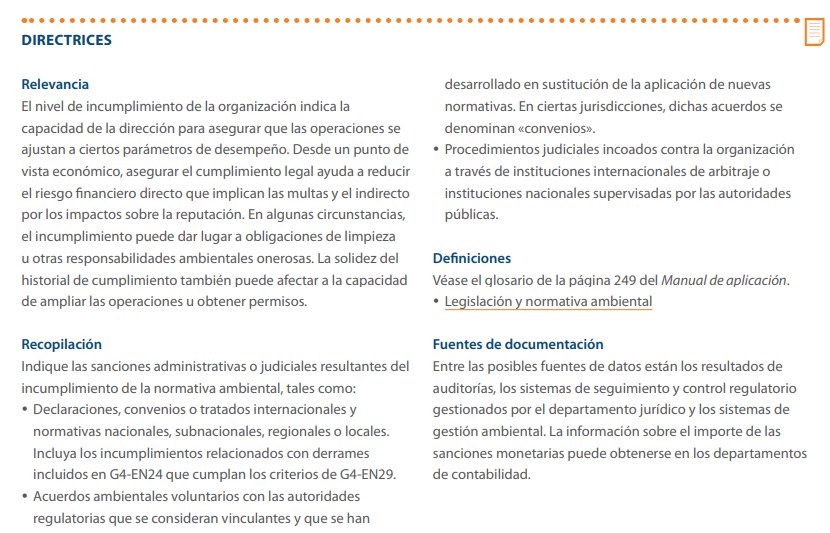 DIRECTRICES
Relevancia
El nivel de incumplimiento de la organización indica la
capacidad de la dirección para asegurar que las operaciones se
ajustan a ciertos parámetros de desempeño. Desde un punto de
vista económico, asegurar el cumplimiento legal ayuda a reducir
el riesgo financiero directo que implican las multas y el indirecto
por los impactos sobre la reputación. En algunas circunstancias,
el incumplimiento puede dar lugar a obligaciones de limpieza
u otras responsabilidades ambientales onerosas. La solidez del
historial de cumplimiento también puede afectar a la capacidad
de ampliar las operaciones u obtener permisos.
Recopilación
Indique las sanciones administrativas o judiciales resultantes del
incumplimiento de la normativa ambiental, tales como:
• Declaraciones, convenios o tratados internacionales y
normativas nacionales, subnacionales, regionales o locales.
Incluya los incumplimientos relacionados con derrames
incluidos en G4-EN24 que cumplan los criterios de G4-EN29.
• Acuerdos ambientales voluntarios con las autoridades
regulatorias que se consideran vinculantes y que se han
desarrollado en sustitución de la aplicación de nuevas
normativas. En ciertas jurisdicciones, dichas acuerdos se
denominan «convenios».
• Procedimientos judiciales incoados contra la organización
a través de instituciones internacionales de arbitraje o
instituciones nacionales supervisadas por las autoridades
públicas.
Definiciones
Véase el glosario de la página 249 del Manual de aplicación.
• Legislación y normativa ambiental
Fuentes de documentación
Entre las posibles fuentes de datos están los resultados de
auditorías, los sistemas de seguimiento y control regulatorio
gestionados por el departamento jurídico y los sistemas de
gestión ambiental. La información sobre el importe de las
sanciones monetarias puede obtenerse en los departamentos
de contabilidad.